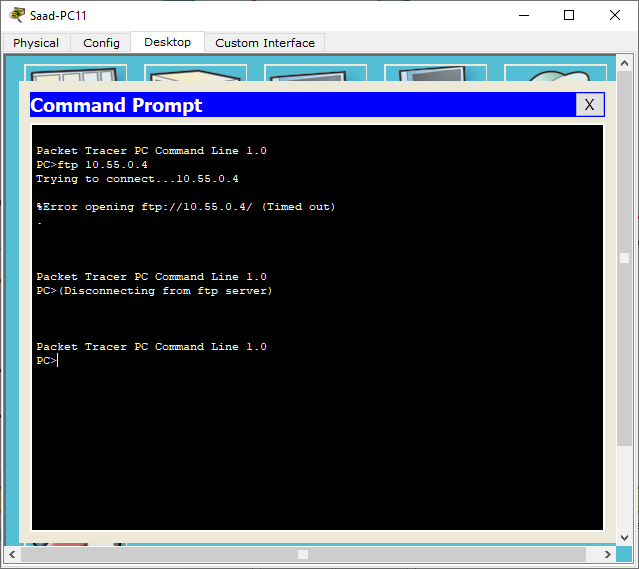 Saad-PC11
Physical Config Desktop Custom Interface
Command Prompt
X
Packet Tracer PC Command Line 1.0
PC>ftp 10.55.0.4
Trying to connect...10.55.0.4
%Error opening ftp://10.55.0.4/ (Timed out)
.
Packet Tracer PC Command Line 1.0
PC>(Disconnecting from ftp server)
Packet Tracer PC Command Line 1.0
PC>